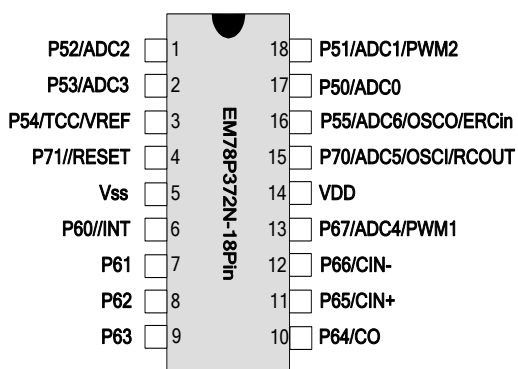 P52/ADC2 1 18 P51/ADC1/PWM2
P53/ADC3 2 17 P50/ADC0
P54/TCC/VREF 3 16 P55/ADC6/OSCO/ERCin
P71//RESET 4 15 P70/ADC5/OSCI/RCOUT
Vss 5 14 VDD
P60//INT 6 13 P67/ADC4/PWM1
P61 7 12 P66/CIN-
P62 8 11 P65/CIN+
P63 9 10 P64/CO
EM78P372N-18Pin